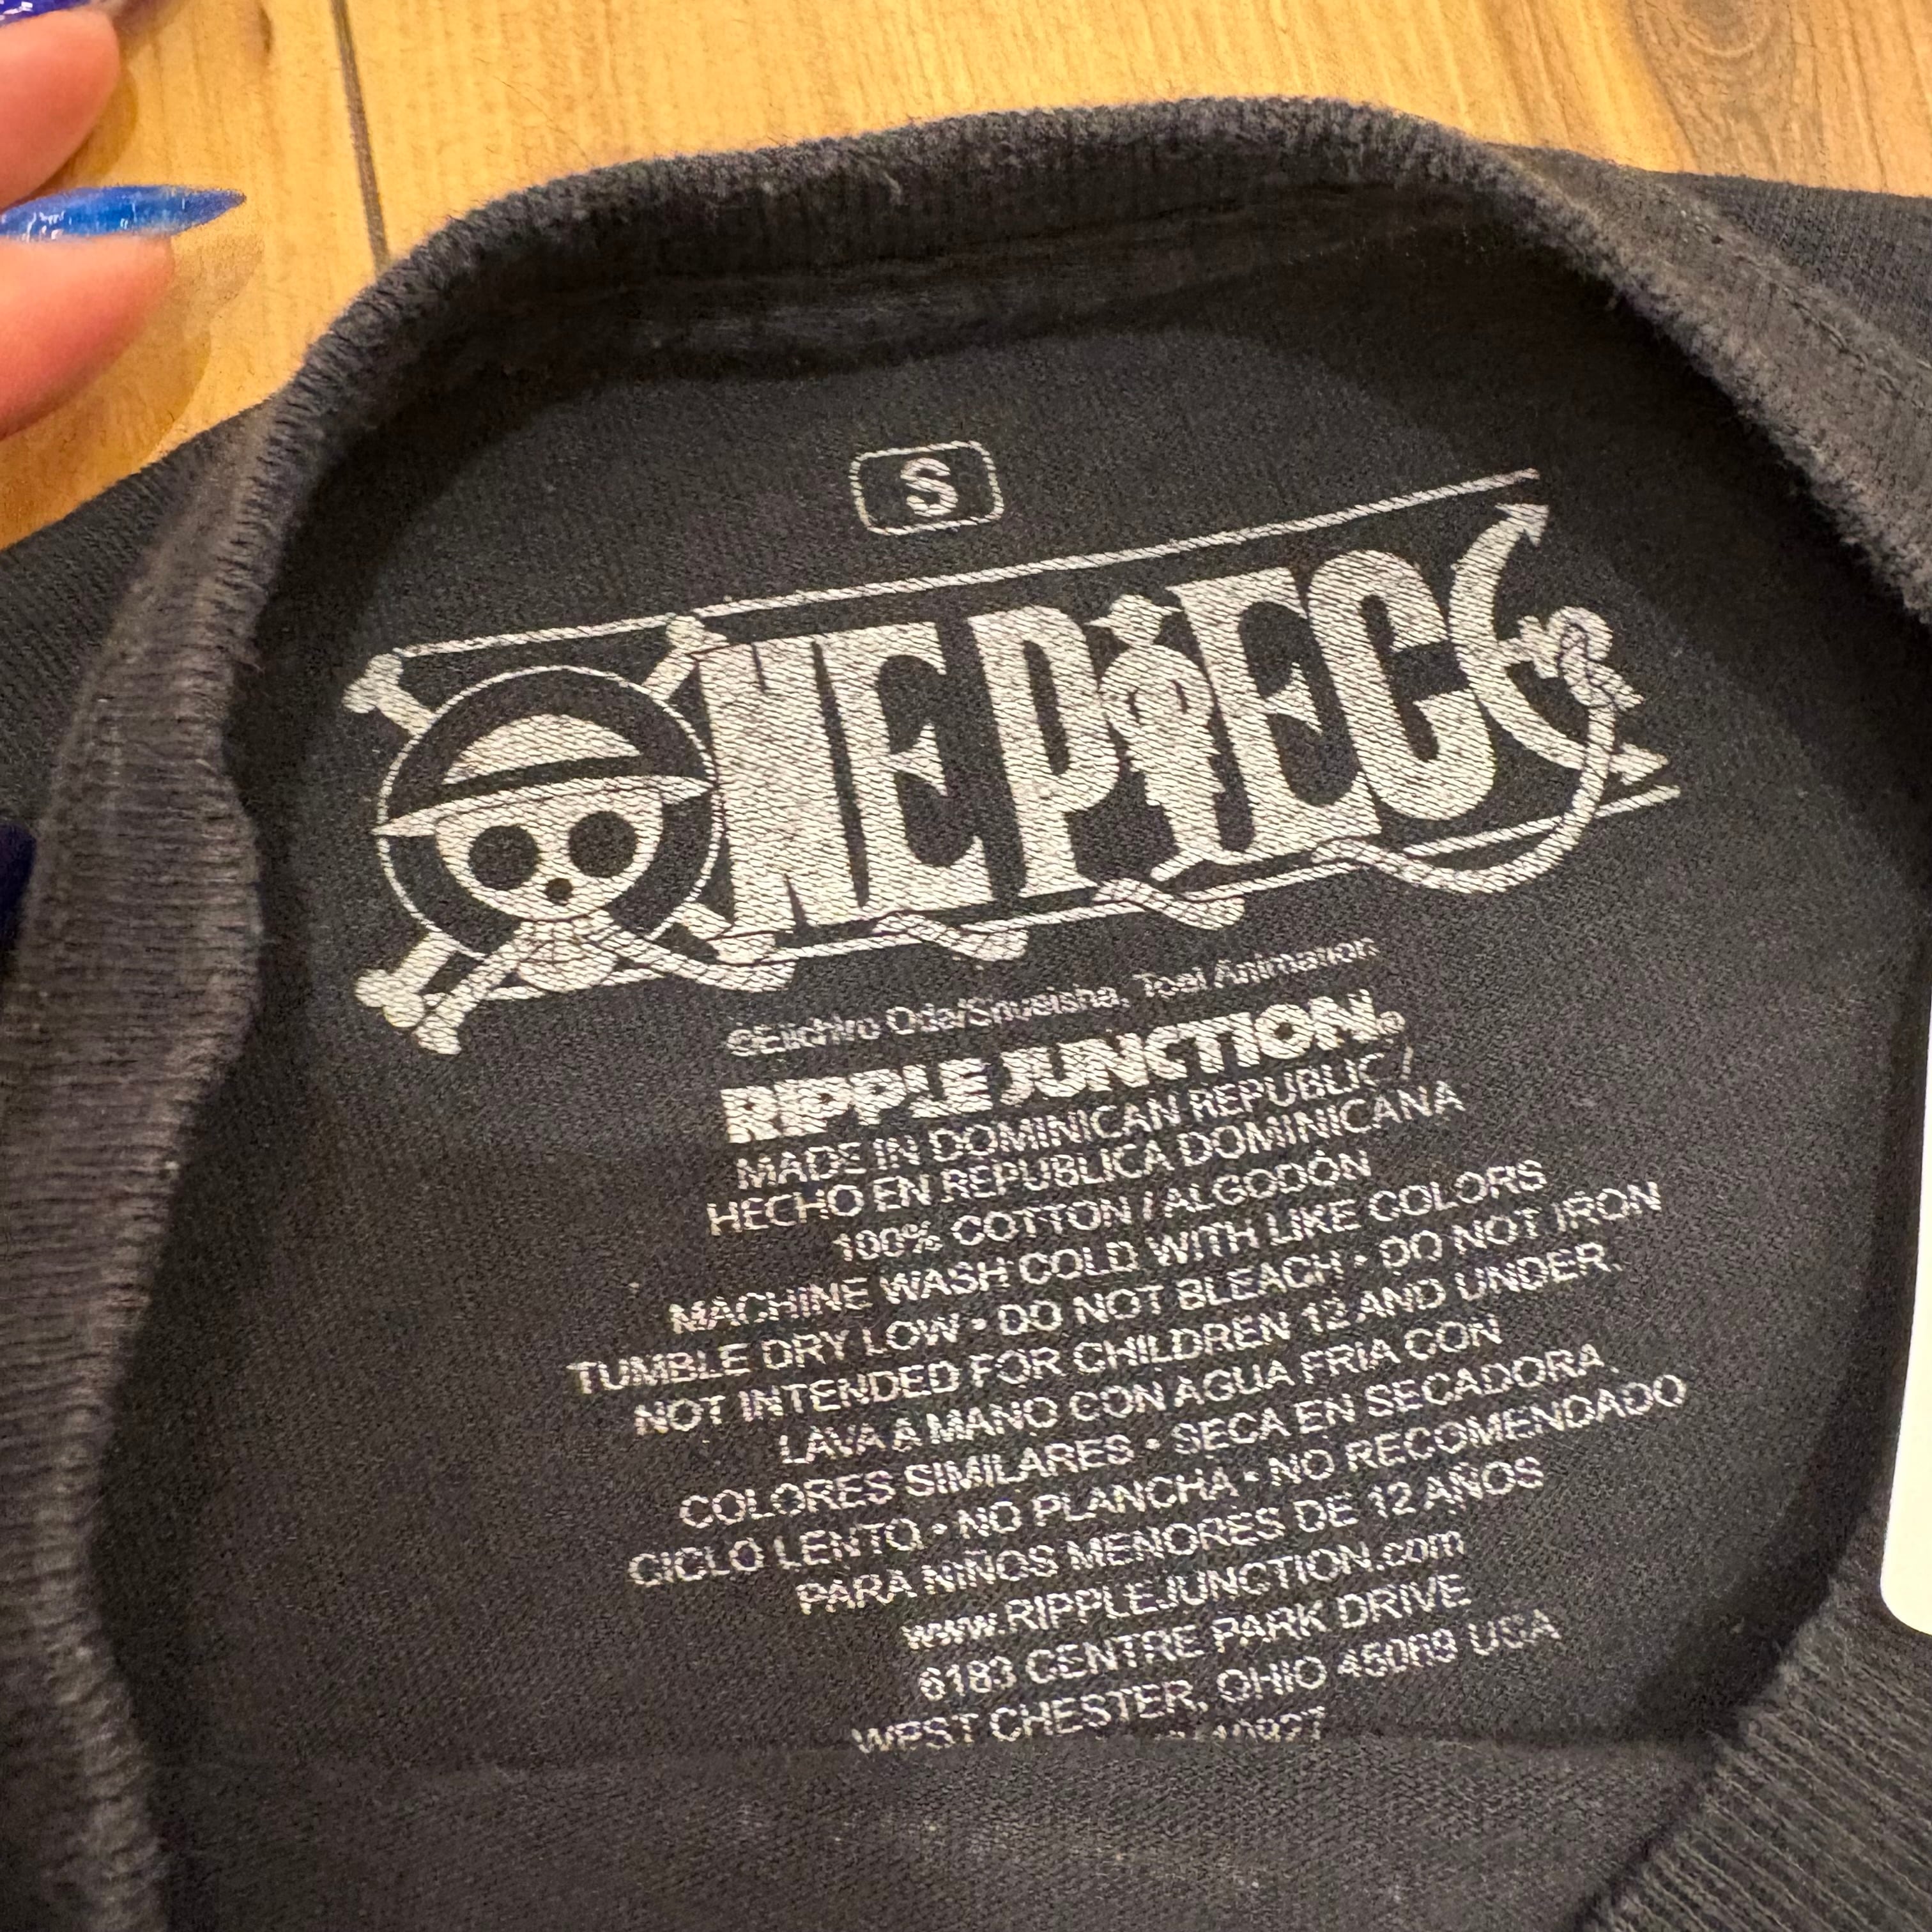 S
ONE PIECE
©Eiichiro Oda/Shueisha, Toei Animation
RIPPLE JUNCTION®
MADE IN DOMINICAN REPUBLIC /
HECHO EN REPUBLICA DOMINICANA
100% COTTON / ALGODÓN
MACHINE WASH COLD WITH LIKE COLORS
TUMBLE DRY LOW • DO NOT BLEACH • DO NOT IRON
NOT INTENDED FOR CHILDREN 12 AND UNDER.
LAVA A MANO CON AGUA FRIA CON
COLORES SIMILARES • SECA EN SECADORA
CICLO LENTO • NO PLANCHA • NO RECOMENDADO
PARA NIÑOS MENORES DE 12 AÑOS
www.RIPPLEJUNCTION.com
6183 CENTRE PARK DRIVE
WEST CHESTER, OHIO 45069 USA